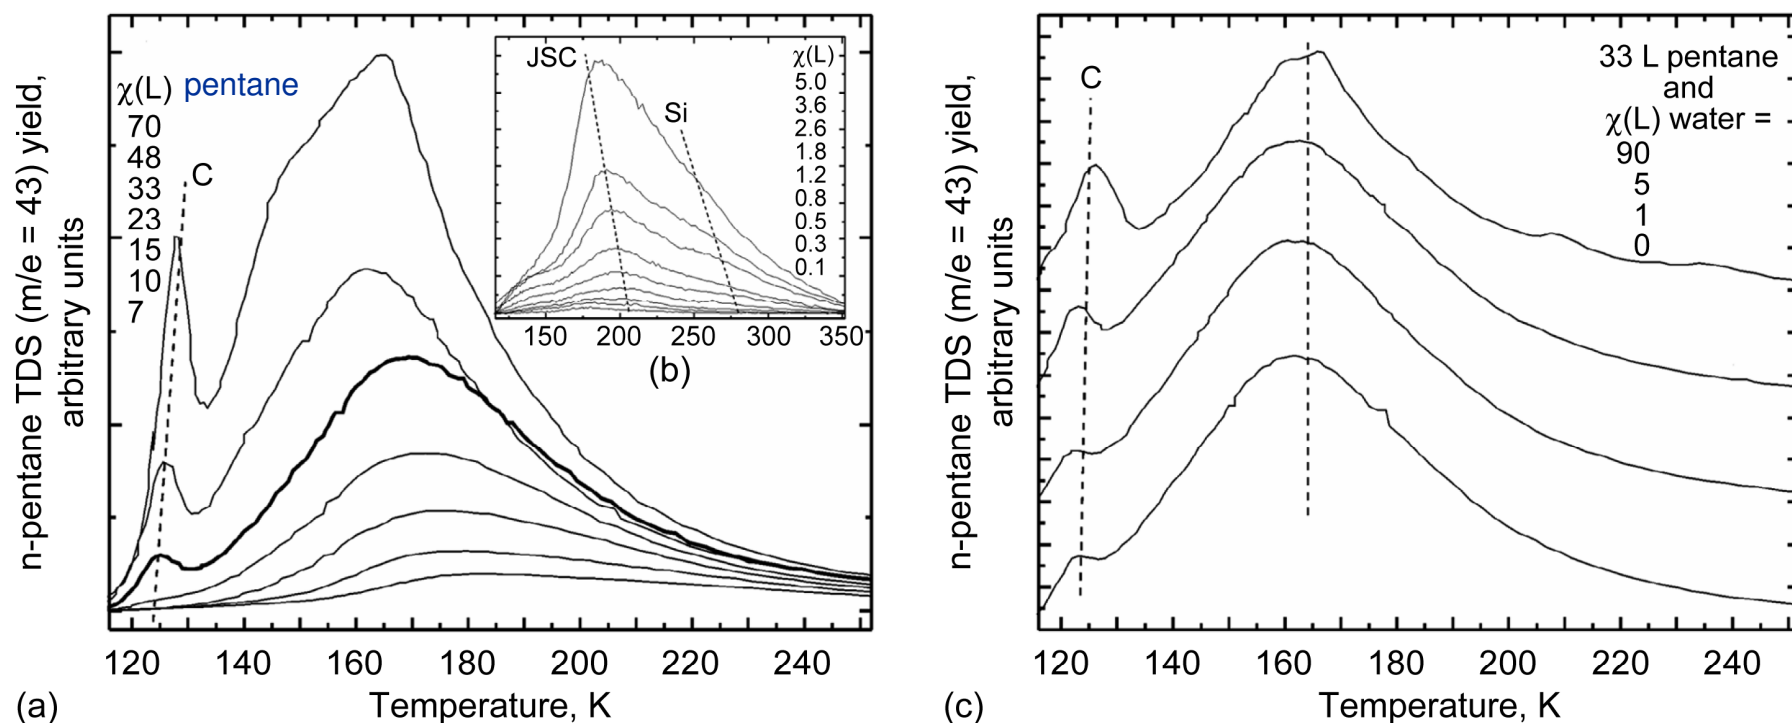 n-pentane TDS (m/e = 43) yield,
arbitrary units
χ(L) pentane
70
48
33
23
15
10
7
C
JSC
Si
χ(L)
5.0
3.6
2.6
1.8
1.2
0.8
0.5
0.3
0.1
150 200 250 300 350
(b)
120 140 160 180 200 220 240
Temperature, K
(a)
n-pentane TDS (m/e = 43) yield,
arbitrary units
C
33 L pentane
and
χ(L) water =
90
5
1
0
120 140 160 180 200 220 240
Temperature, K
(c)